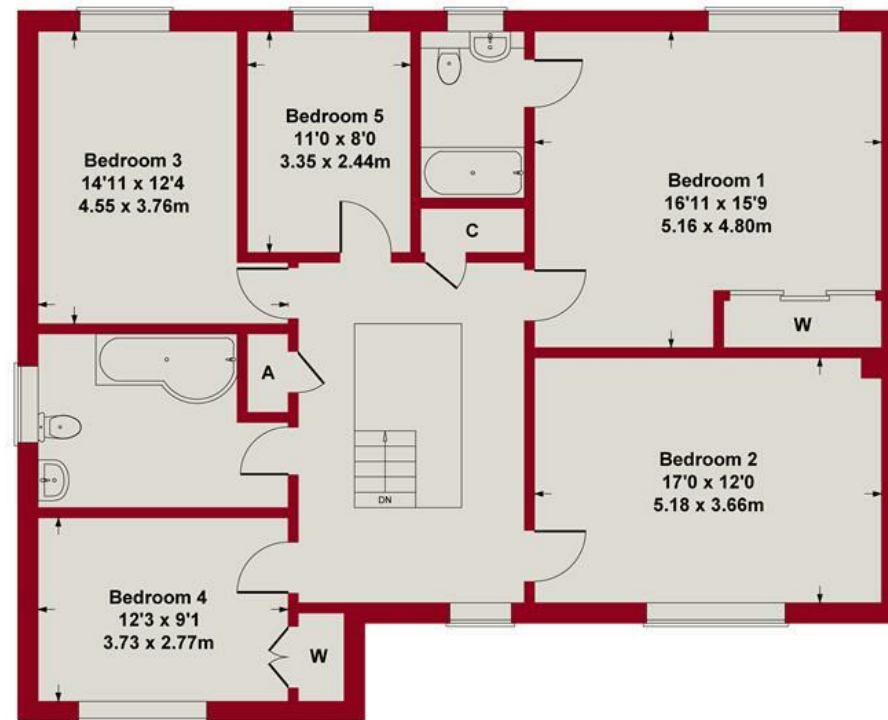 Bedroom 3
14'11 x 12'4
4.55 x 3.76m
Bedroom 5
11'0 x 8'0
3.35 x 2.44m
Bedroom 1
16'11 x 15'9
5.16 x 4.80m
C
W
A
Bedroom 2
17'0 x 12'0
5.18 x 3.66m
DN
Bedroom 4
12'3 x 9'1
3.73 x 2.77m
W